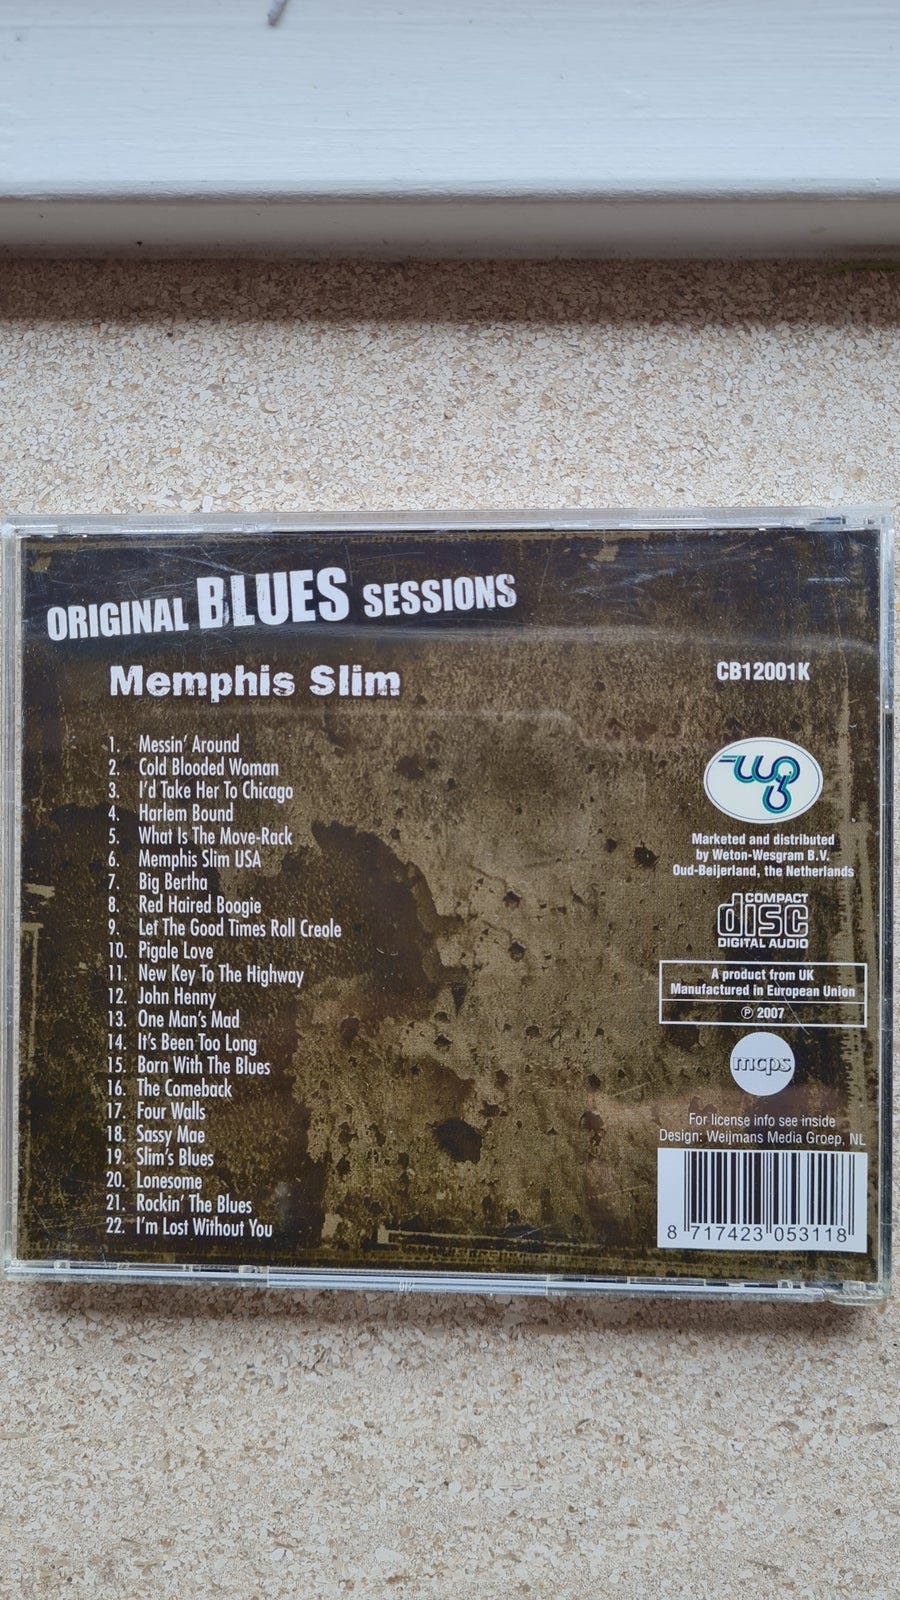 ORIGINAL BLUES SESSIONS
Memphis Slim
CB12001K
1. Messin' Around
2. Cold Blooded Woman
3. I'd Take Her To Chicago
4. Harlem Bound
5. What Is The Move-Rack
6. Memphis Slim USA
7. Big Bertha
8. Red Haired Boogie
9. Let The Good Times Roll Creole
10. Pigale Love
11. New Key To The Highway
12. John Henny
13. One Man's Mad
14. It's Been Too Long
15. Born With The Blues
16. The Comeback
17. Four Walls
18. Sassy Mae
19. Slim's Blues
20. Lonesome
21. Rockin' The Blues
22. I'm Lost Without You
Marketed and distributed
by Weton-Wesgram B.V.
Oud-Beijerland, the Netherlands
COMPACT
disc
DIGITAL AUDIO
A product from UK
Manufactured in European Union
℗ 2007
mcps
For license info see inside
Design: Weijmans Media Groep, NL
8 717423 053118